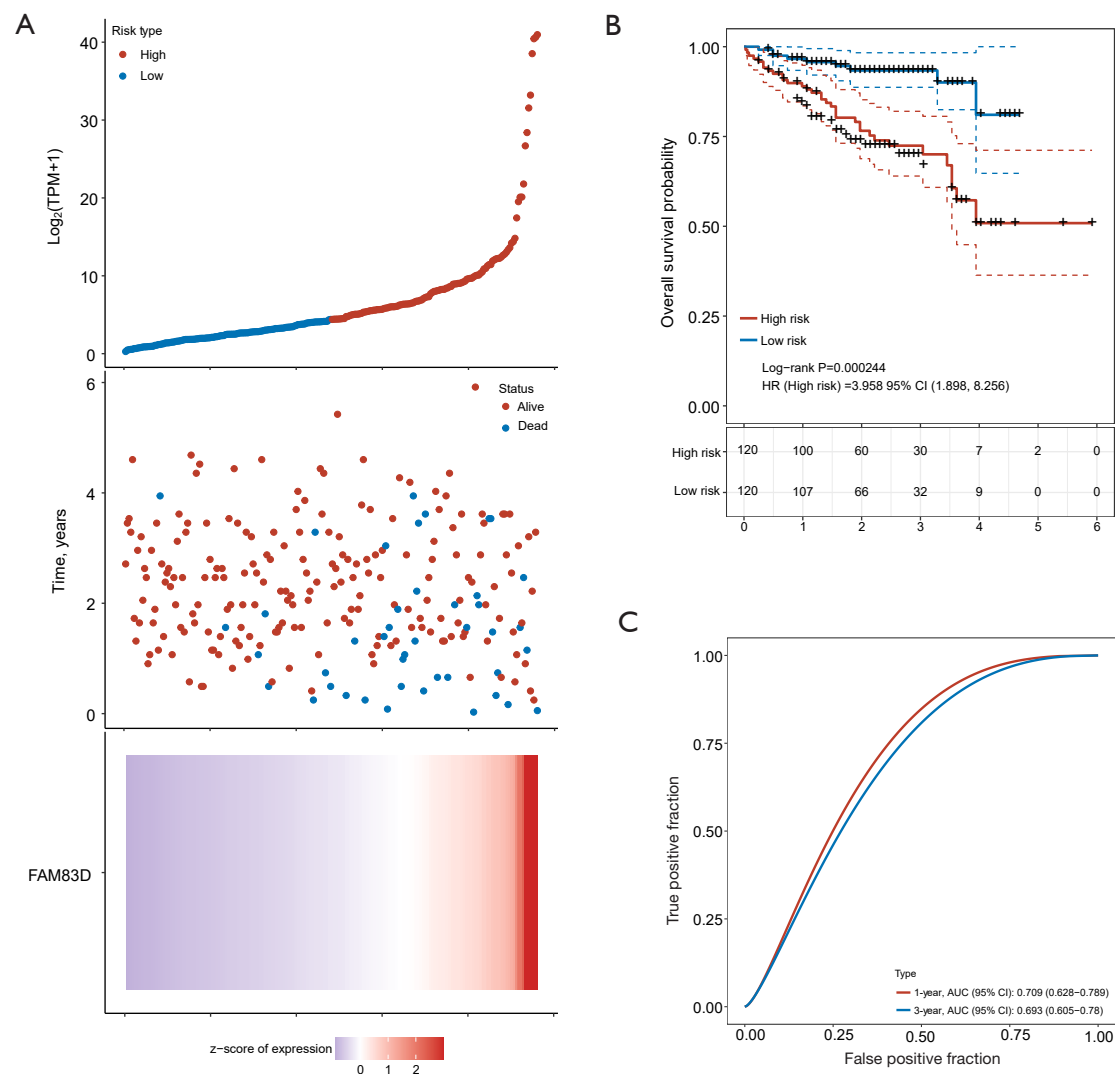 A
Risk type
High
Low
Log2(TPM+1)
40
30
20
10
0
Status
Alive
Dead
Time, years
6
4
2
0
FAM83D
z-score of expression
0 1 2
B
Overall survival probability
1.00
0.75
0.50
0.25
0.00
High risk
Low risk
Log−rank P=0.000244
HR (High risk) =3.958 95% CI (1.898, 8.256)
High risk 120 100 60 30 7 2 0
Low risk 120 107 66 32 9 0 0
0 1 2 3 4 5 6
C
True positive fraction
1.00
0.75
0.50
0.25
0.00
Type
1-year, AUC (95% CI): 0.709 (0.628−0.789)
3-year, AUC (95% CI): 0.693 (0.605−0.78)
0.00 0.25 0.50 0.75 1.00
False positive fraction